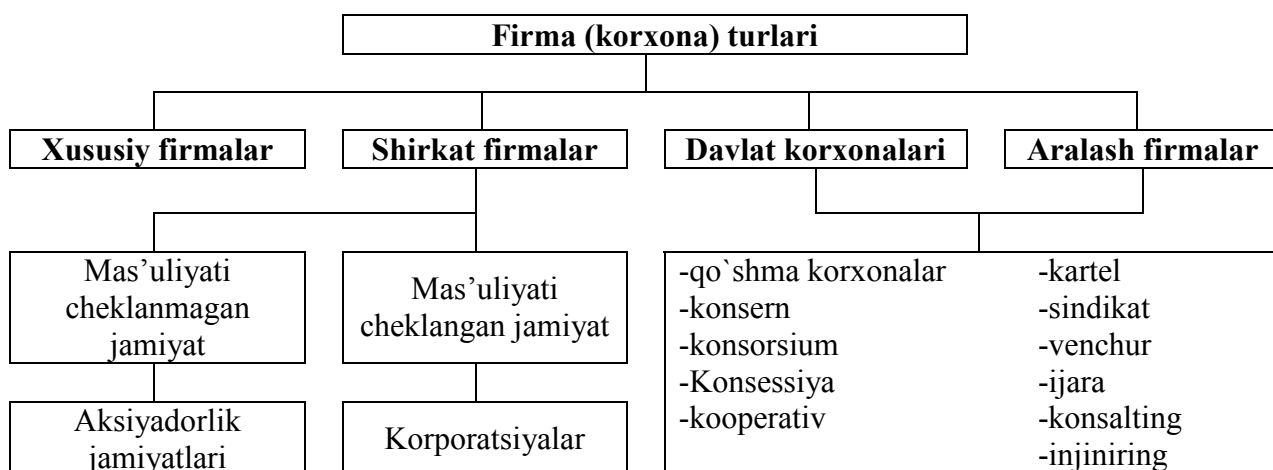 Firma (korxona) turlari
Xususiy firmalar
Shirkat firmalar
Davlat korxonalari
Aralash firmalar
Mas’uliyati
cheklanmagan
jamiyat
Mas’uliyati
cheklangan jamiyat
Aksiyadorlik
jamiyatlari
Korporatsiyalar
-qo`shma korxonalar
-konsern
-konsorsium
-Konsessiya
-kooperativ
-kartel
-sindikat
-venchur
-ijara
-konsalting
-injiniring